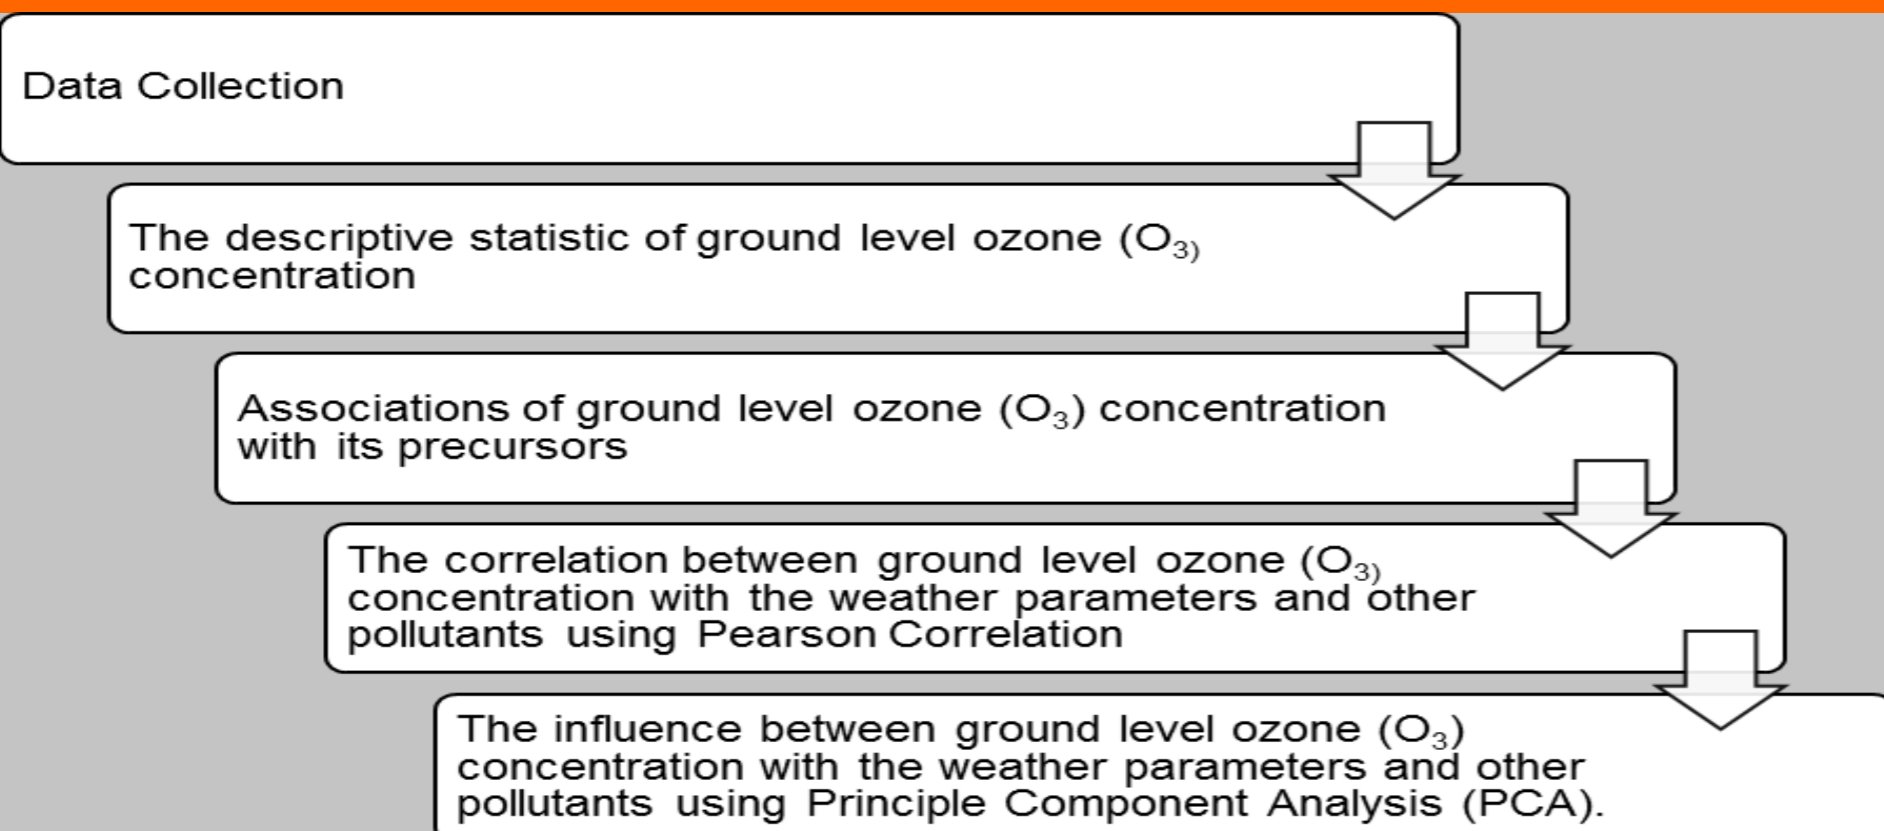 Data Collection
The descriptive statistic of ground level ozone (O₃₎
concentration
Associations of ground level ozone (O₃) concentration
with its precursors
The correlation between ground level ozone (O₃₎
concentration with the weather parameters and other
pollutants using Pearson Correlation
The influence between ground level ozone (O₃)
concentration with the weather parameters and other
pollutants using Principle Component Analysis (PCA).